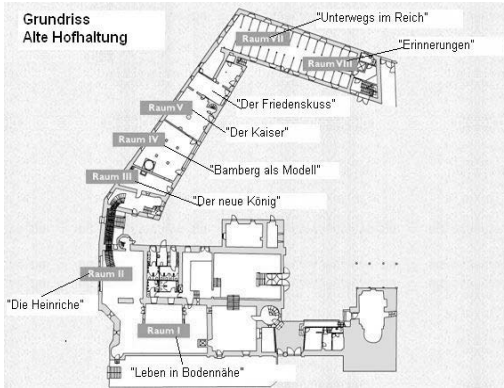 Grundriss
Alte Hofhaltung
"Unterwegs im Reich"
Raum VII
"Erinnerungen"
Raum VIII
"Der Friedenskuss"
Raum V
"Der Kaiser"
Raum IV
"Bamberg als Modell"
Raum III
"Der neue König"
Raum II
"Die Heinriche"
Raum I
"Leben in Bodennähe"